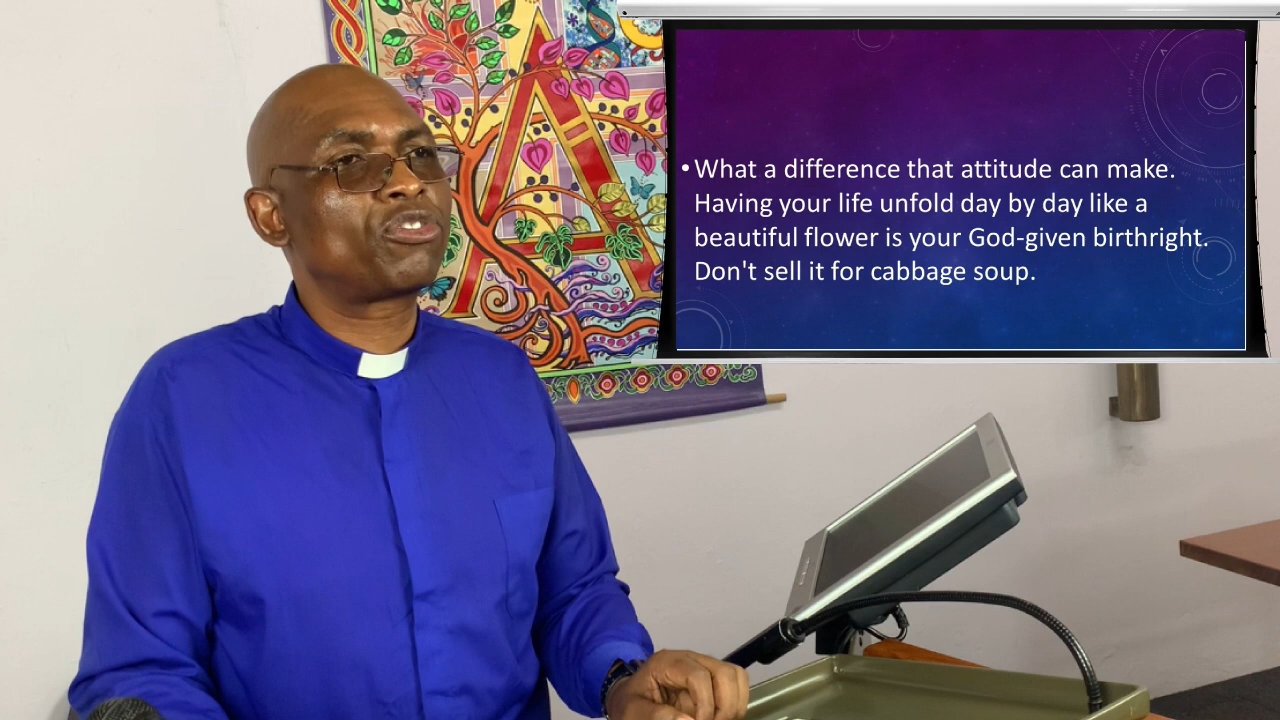 • What a difference that attitude can make.
Having your life unfold day by day like a
beautiful flower is your God-given birthright.
Don't sell it for cabbage soup.